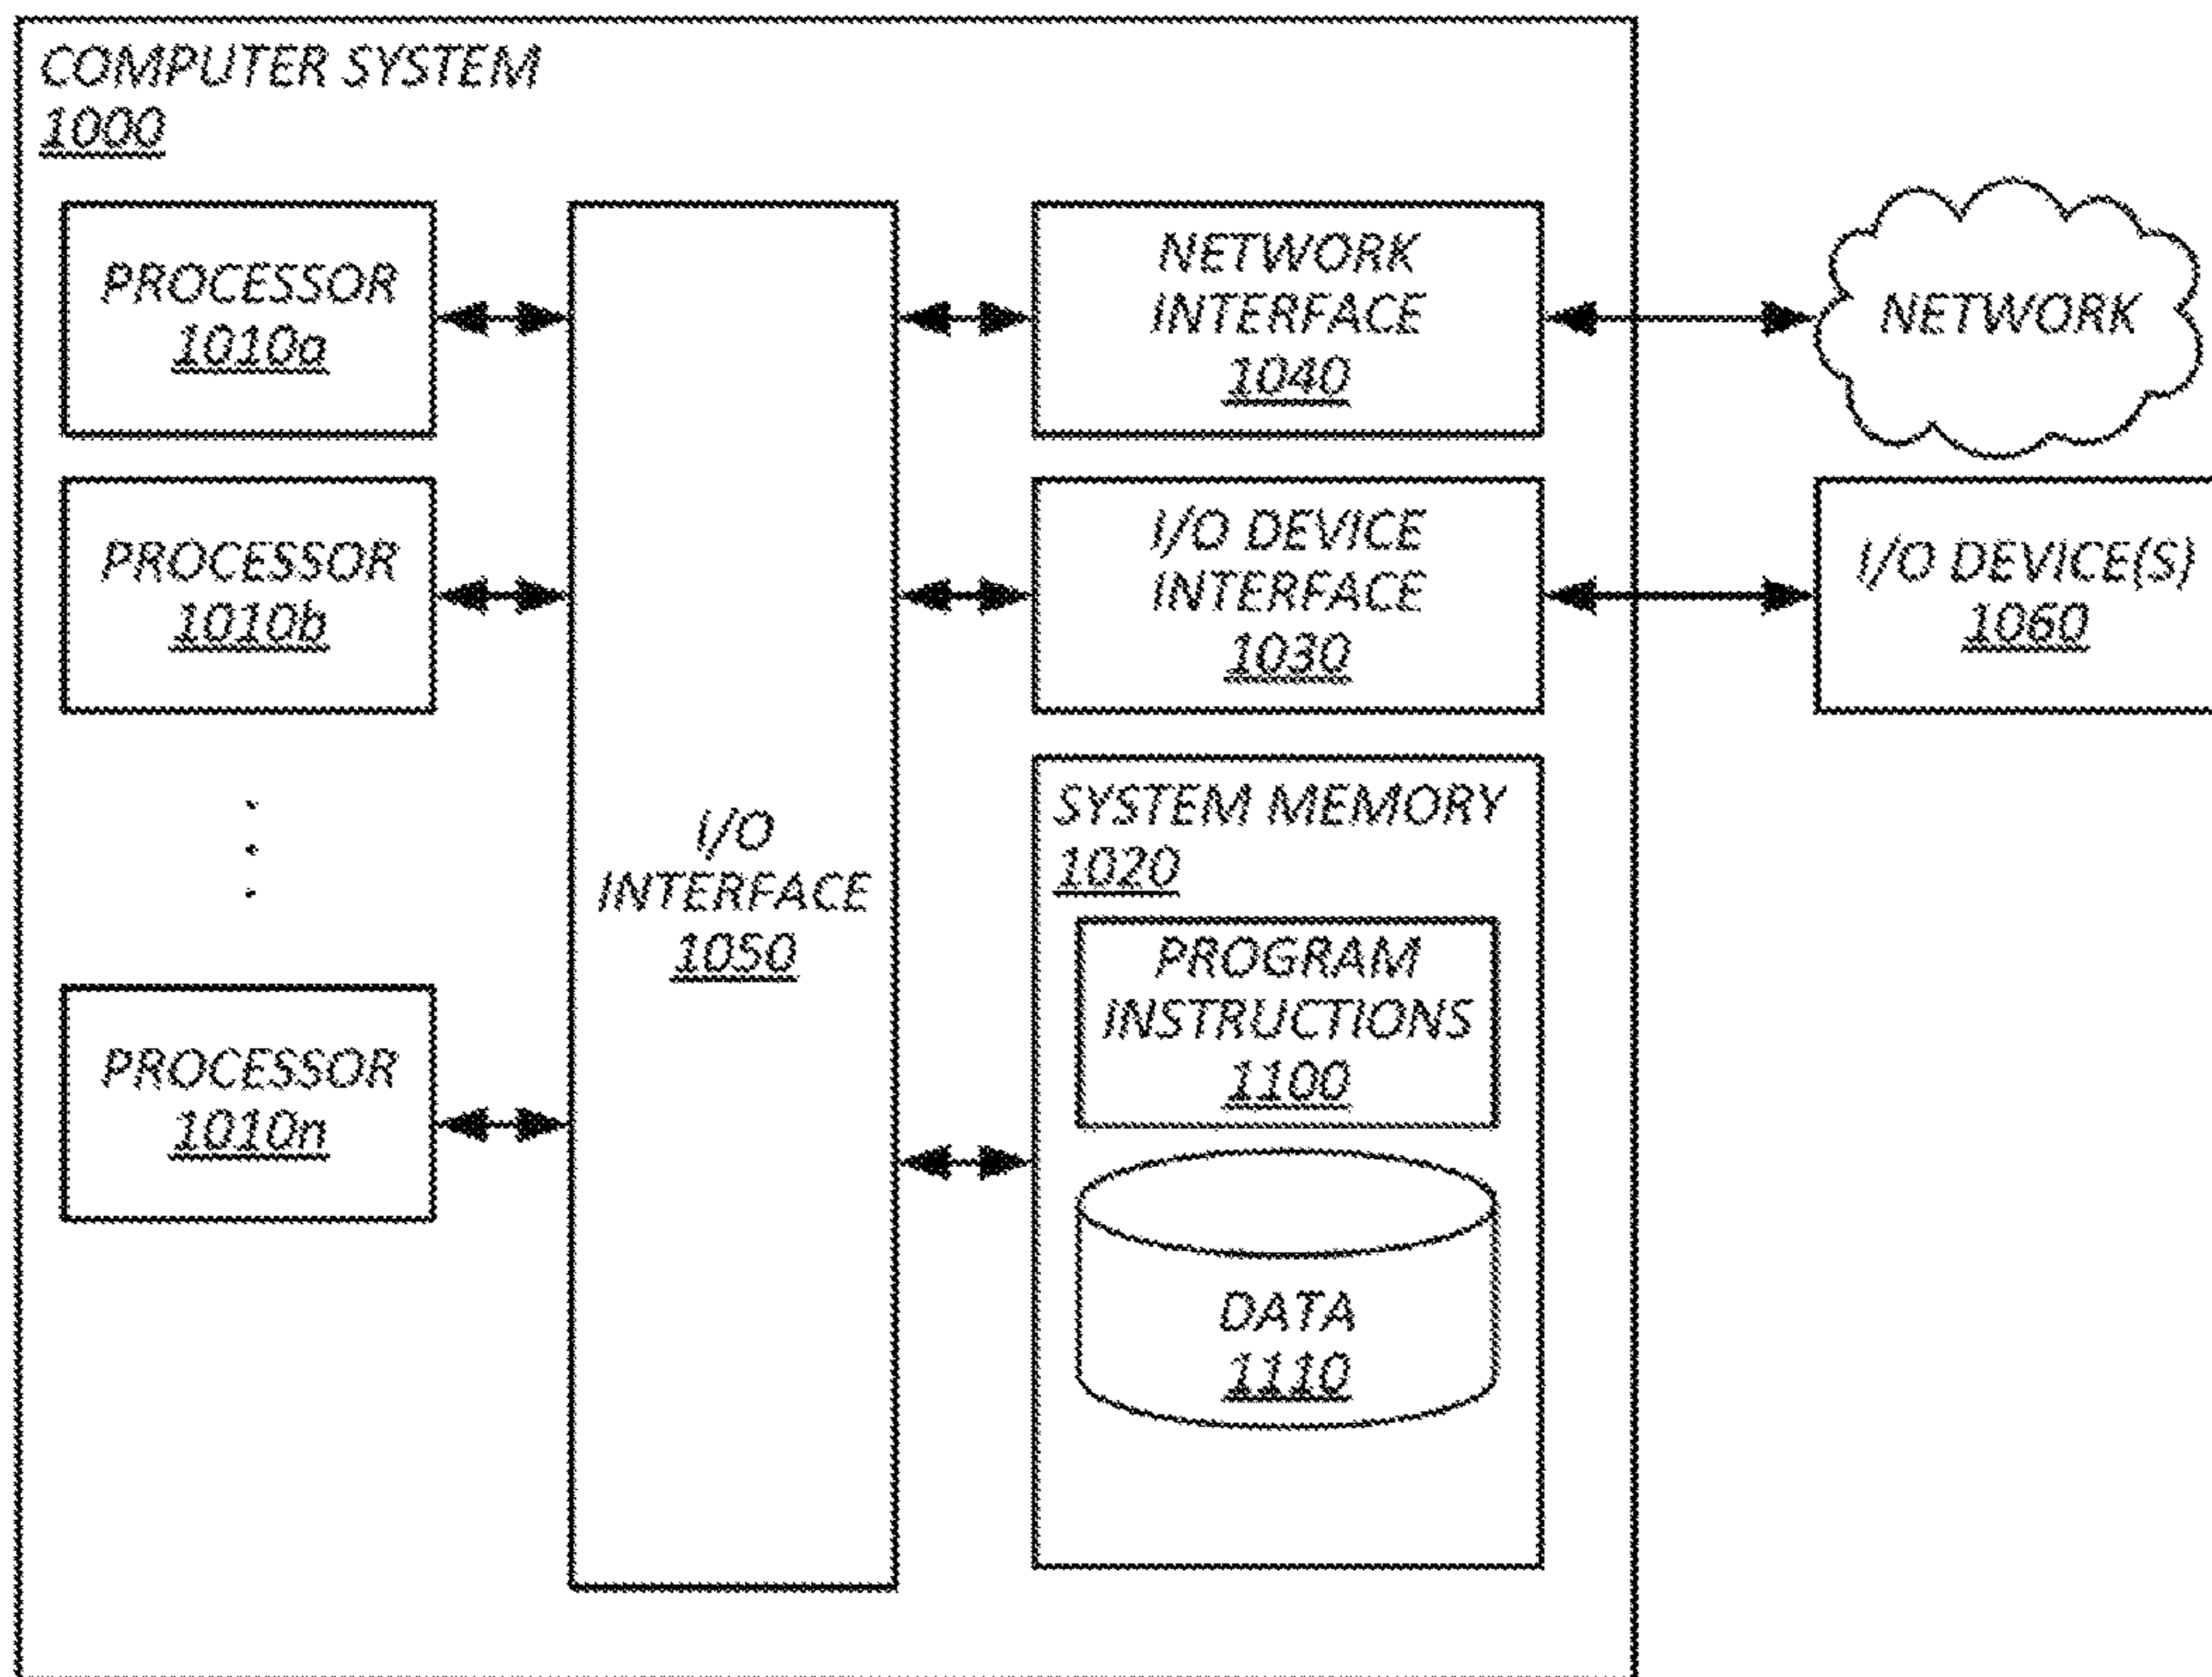 COMPUTER SYSTEM
1000
PROCESSOR
1010a
PROCESSOR
1010b
PROCESSOR
1010n
I/O
INTERFACE
1050
NETWORK
INTERFACE
1040
I/O DEVICE
INTERFACE
1030
SYSTEM MEMORY
1020
PROGRAM
INSTRUCTIONS
1100
DATA
1110
NETWORK
I/O DEVICE(S)
1060